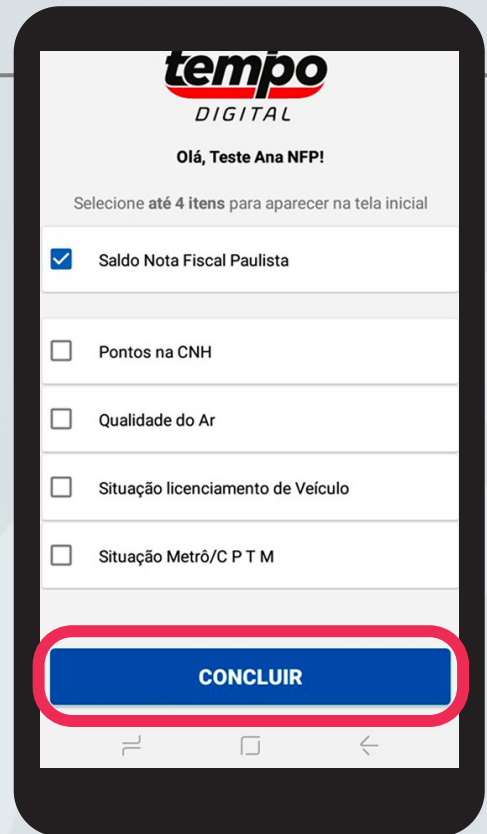 tempo
DIGITAL
Olá, Teste Ana NFP!
Selecione até 4 itens para aparecer na tela inicial
Saldo Nota Fiscal Paulista
Pontos na CNH
Qualidade do Ar
Situação licenciamento de Veículo
Situação Metrô/C P T M
CONCLUIR